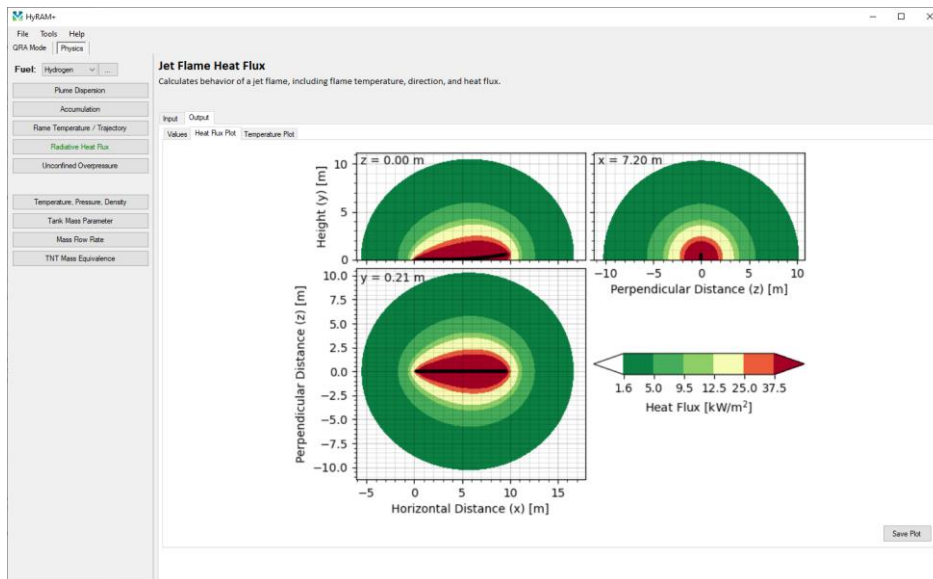 HyRAM+
File Tools Help
QRA Mode Physics
Fuel: Hydrogen ...
Plume Dispersion
Accumulation
Flame Temperature / Trajectory
Radiative Heat Flux
Unconfined Overpressure
Temperature, Pressure, Density
Tank Mass Parameter
Mass Flow Rate
TNT Mass Equivalence
Jet Flame Heat Flux
Calculates behavior of a jet flame, including flame temperature, direction, and heat flux.
Input Output
Values Heat Flux Plot Temperature Plot
z = 0.00 m
Height (y) [m]
10
5
0
x = 7.20 m
−10 −5 0 5 10
Perpendicular Distance (z) [m]
y = 0.21 m
Perpendicular Distance (z) [m]
10.0
7.5
5.0
2.5
0.0
−2.5
−5.0
−7.5
−10.0
−5 0 5 10 15
Horizontal Distance (x) [m]
1.6 5.0 9.5 12.5 25.0 37.5
Heat Flux [kW/m²]
Save Plot